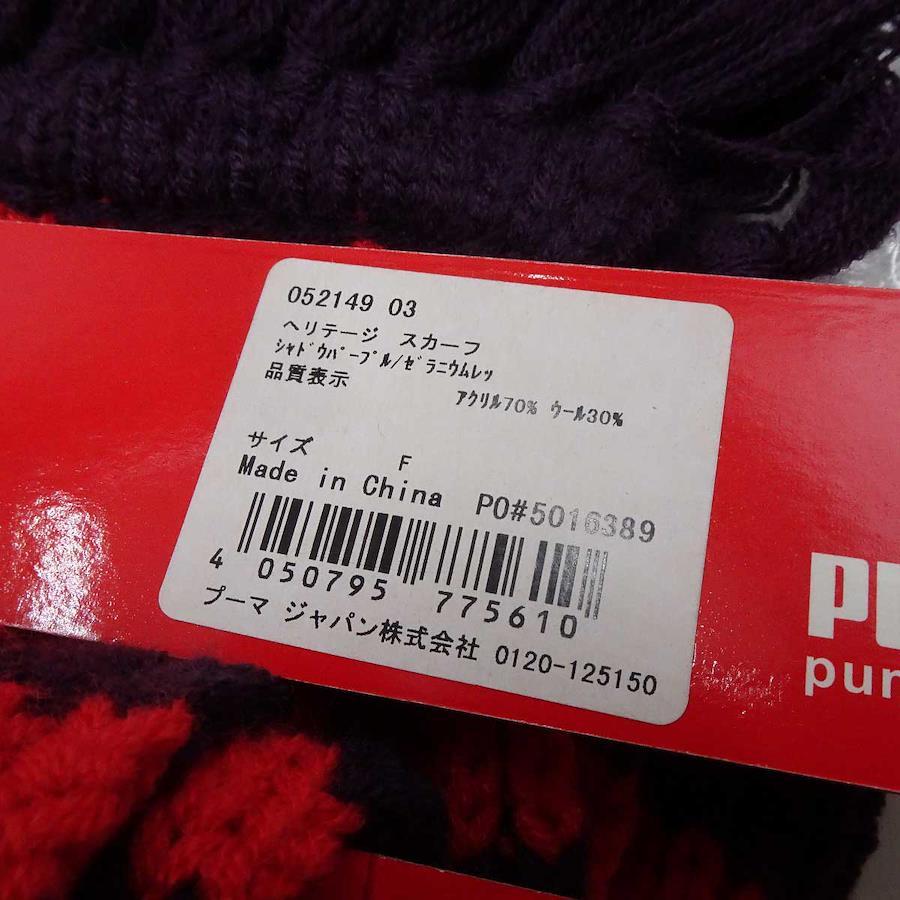 052149 03
ヘリテージ スカーフ
ｼｬﾄﾞｳﾊﾟｰﾌﾟﾙ/ｾﾞﾗﾆｳﾑﾚｯ
品質表示
ｱｸﾘﾙ70% ｳｰﾙ30%
サイズ F
Made in China PO#5016389
4 050795 775610
プーマ ジャパン株式会社 0120-125150